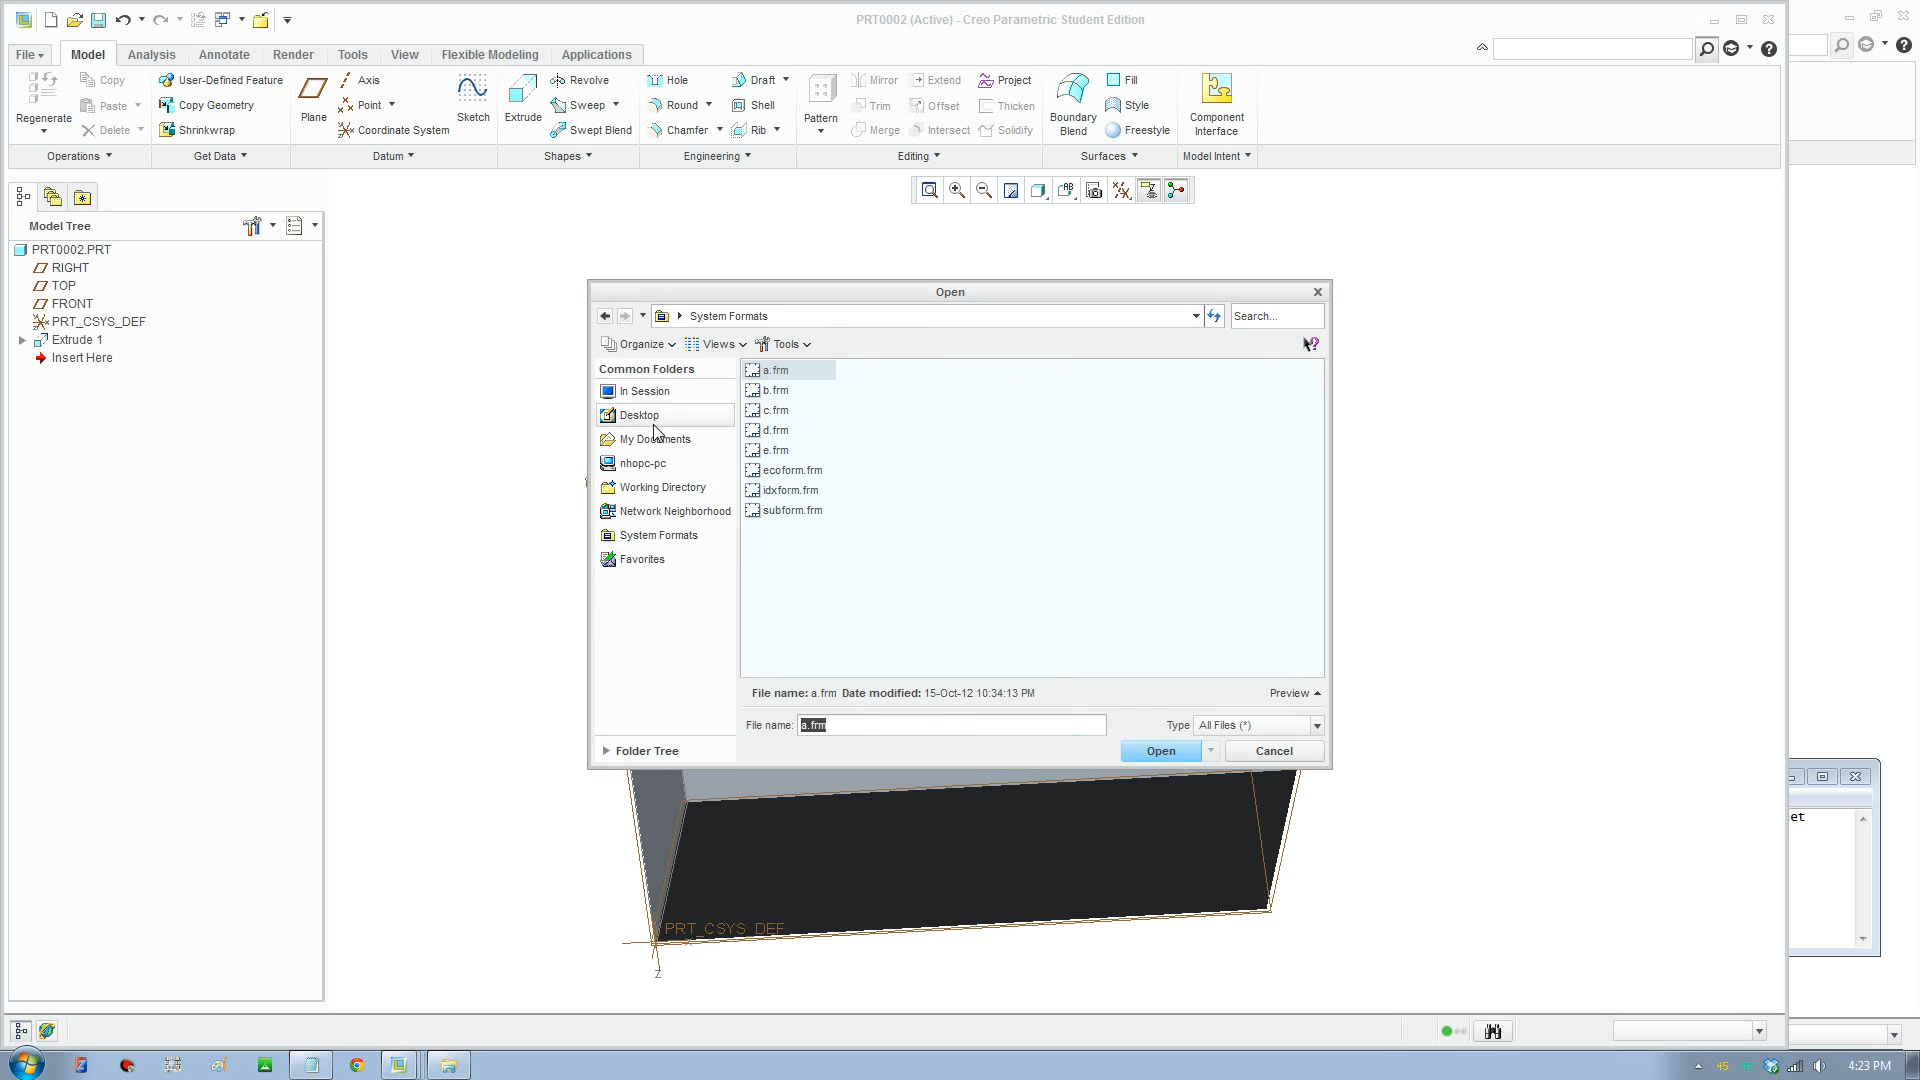 PRT0002 (Active) - Creo Parametric Student Edition
File Model Analysis Annotate Render Tools View Flexible Modeling Applications
Regenerate
Copy
Paste
Delete
User-Defined Feature
Copy Geometry
Shrinkwrap
Plane
Axis
Point
Coordinate System
Sketch
Extrude
Revolve
Sweep
Swept Blend
Hole
Round
Chamfer
Draft
Shell
Rib
Pattern
Mirror
Trim
Merge
Extend
Offset
Intersect
Project
Thicken
Solidify
Boundary
Blend
Fill
Style
Freestyle
Component
Interface
Operations Get Data Datum Shapes Engineering Editing Surfaces Model Intent
Model Tree
PRT0002.PRT
RIGHT
TOP
FRONT
PRT_CSYS_DEF
Extrude 1
Insert Here
Open
System Formats
Search...
Organize Views Tools
Common Folders
In Session
Desktop
My Documents
nhopc-pc
Working Directory
Network Neighborhood
System Formats
Favorites
Folder Tree
a.frm
b.frm
c.frm
d.frm
e.frm
ecoform.frm
idxform.frm
subform.frm
File name: a.frm Date modified: 15-Oct-12 10:34:13 PM
Preview
File name: a.frm
Type All Files (*)
Open Cancel
PRT_CSYS_DEF
Z
et
45
4:23 PM